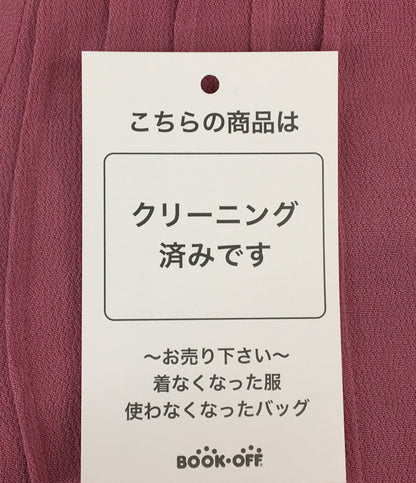 こちらの商品は
クリーニング
済みです
～お売り下さい～
着なくなった服
使わなくなったバッグ
BOOK・OFF